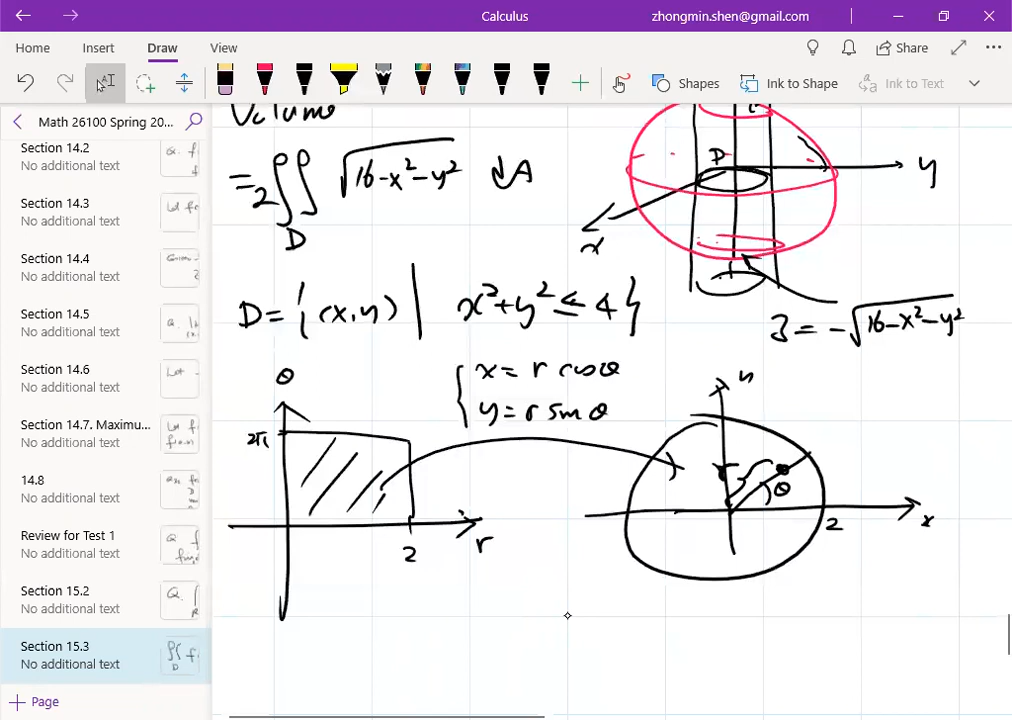 Calculus
zhongmin.shen@gmail.com
Home Insert Draw View
Share
Shapes
Ink to Shape
Ink to Text
Math 26100 Spring 20...
Section 14.2
No additional text
Section 14.3
No additional text
Section 14.4
No additional text
Section 14.5
No additional text
Section 14.6
No additional text
Section 14.7. Maximu...
No additional text
14.8
No additional text
Review for Test 1
No additional text
Section 15.2
No additional text
Section 15.3
No additional text
Page
Volume
= 2 ∬_D √(16-x²-y²) dA
D
y
x
D = {(x,y) | x²+y² ≤ 4}
z = -√(16-x²-y²)
{ x = r cosθ
y = r sinθ
θ
2π
2
r
y
r
θ
2
x